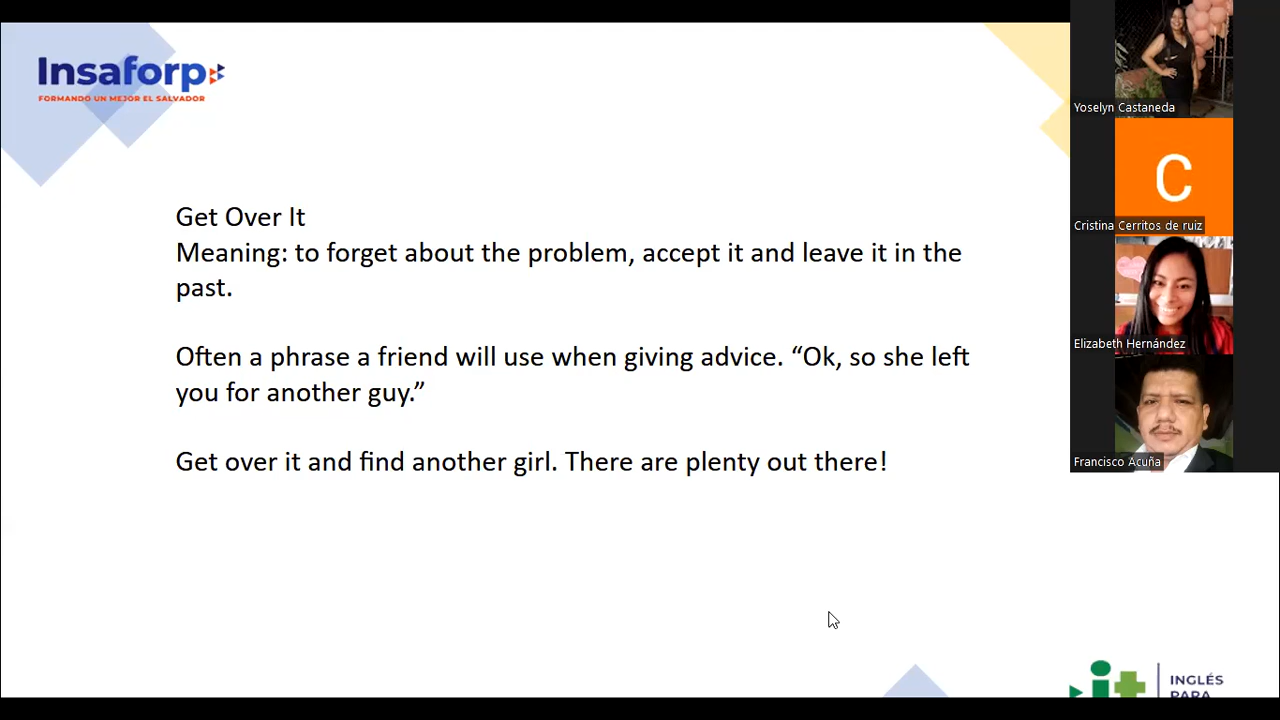 Insaforp
FORMANDO UN MEJOR EL SALVADOR
Get Over It
Meaning: to forget about the problem, accept it and leave it in the
past.
Often a phrase a friend will use when giving advice. “Ok, so she left
you for another guy.”
Get over it and find another girl. There are plenty out there!
Yoselyn Castaneda
C
Cristina Cerritos de ruiz
Elizabeth Hernández
Francisco Acuña
it
INGLÉS
PARA